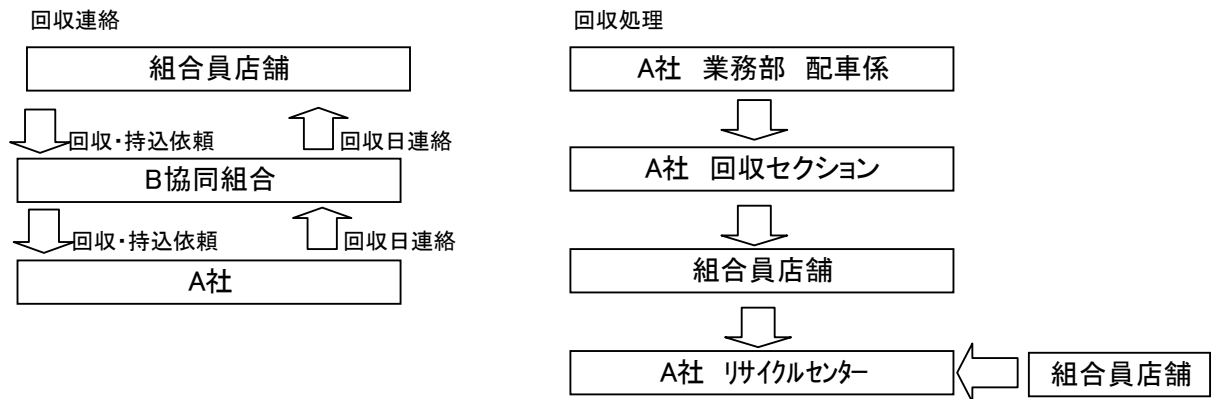 回収連絡
組合員店舗
回収・持込依頼
回収日連絡
B協同組合
回収・持込依頼
回収日連絡
A社
回収処理
A社 業務部 配車係
A社 回収セクション
組合員店舗
A社 ﾘｻｲｸﾙｾﾝﾀｰ
組合員店舗